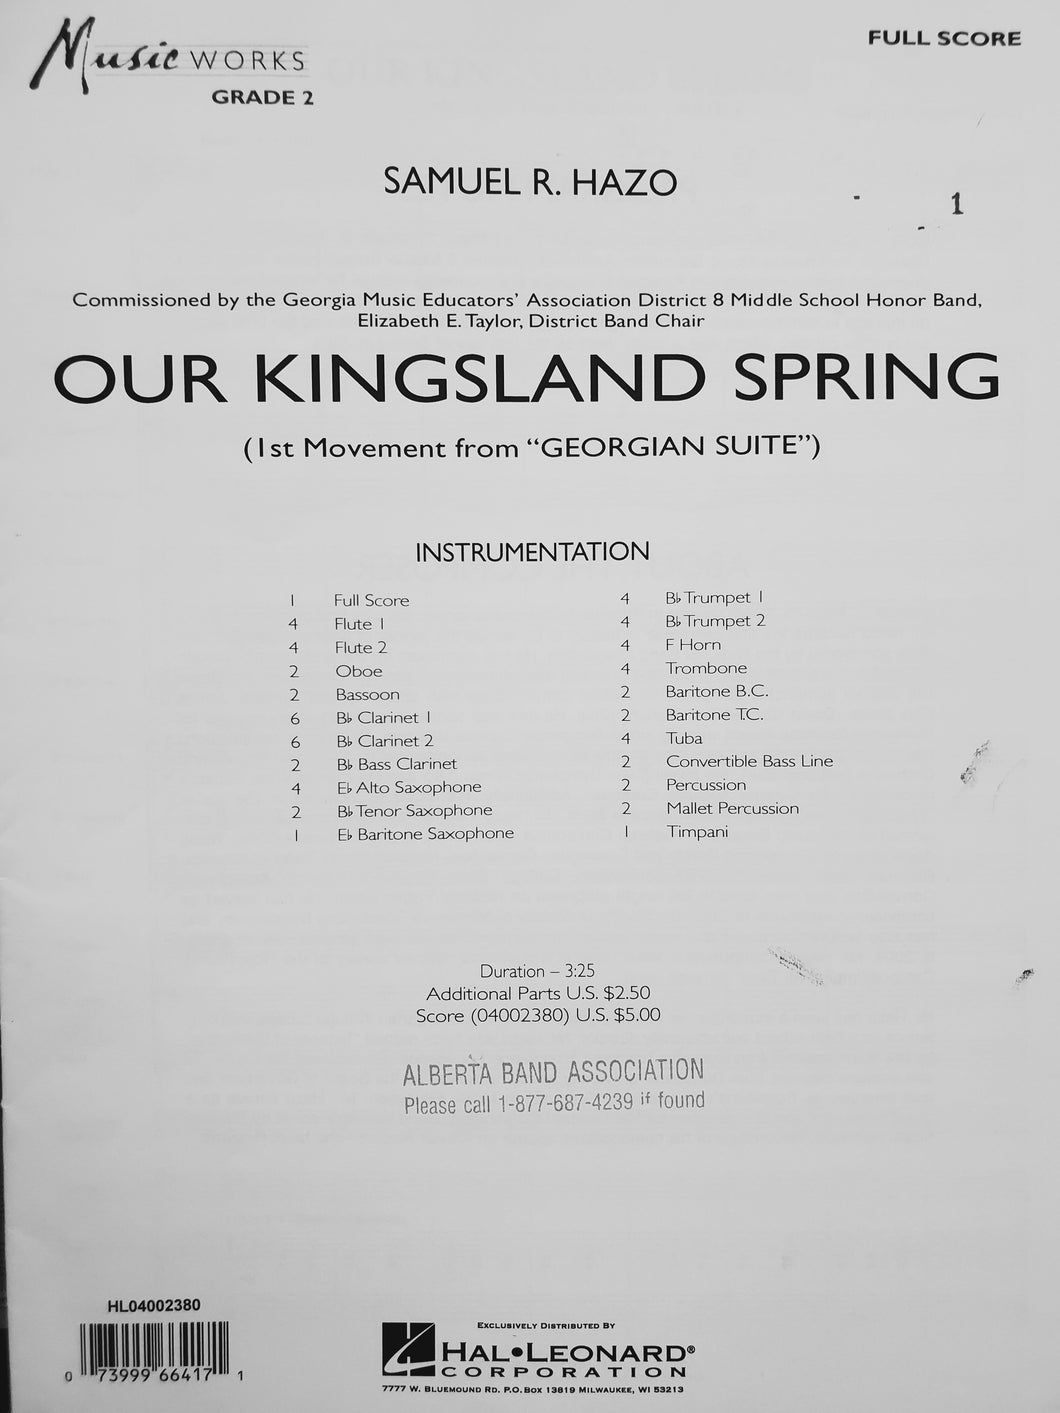 Music WORKS
GRADE 2
FULL SCORE
SAMUEL R. HAZO
1
Commissioned by the Georgia Music Educators' Association District 8 Middle School Honor Band,
Elizabeth E. Taylor, District Band Chair
OUR KINGSLAND SPRING
(1st Movement from "GEORGIAN SUITE")
INSTRUMENTATION
1 Full Score
4 Flute 1
4 Flute 2
2 Oboe
2 Bassoon
6 B♭ Clarinet 1
6 B♭ Clarinet 2
2 B♭ Bass Clarinet
4 E♭ Alto Saxophone
2 B♭ Tenor Saxophone
1 E♭ Baritone Saxophone
4 B♭ Trumpet 1
4 B♭ Trumpet 2
4 F Horn
4 Trombone
2 Baritone B.C.
2 Baritone T.C.
4 Tuba
2 Convertible Bass Line
2 Percussion
2 Mallet Percussion
1 Timpani
Duration – 3:25
Additional Parts U.S. $2.50
Score (04002380) U.S. $5.00
ALBERTA BAND ASSOCIATION
Please call 1-877-687-4239 if found
HL04002380
0 73999 66417 1
EXCLUSIVELY DISTRIBUTED BY
HAL•LEONARD®
CORPORATION
7777 W. BLUEMOUND RD. P.O. BOX 13819 MILWAUKEE, WI 53213